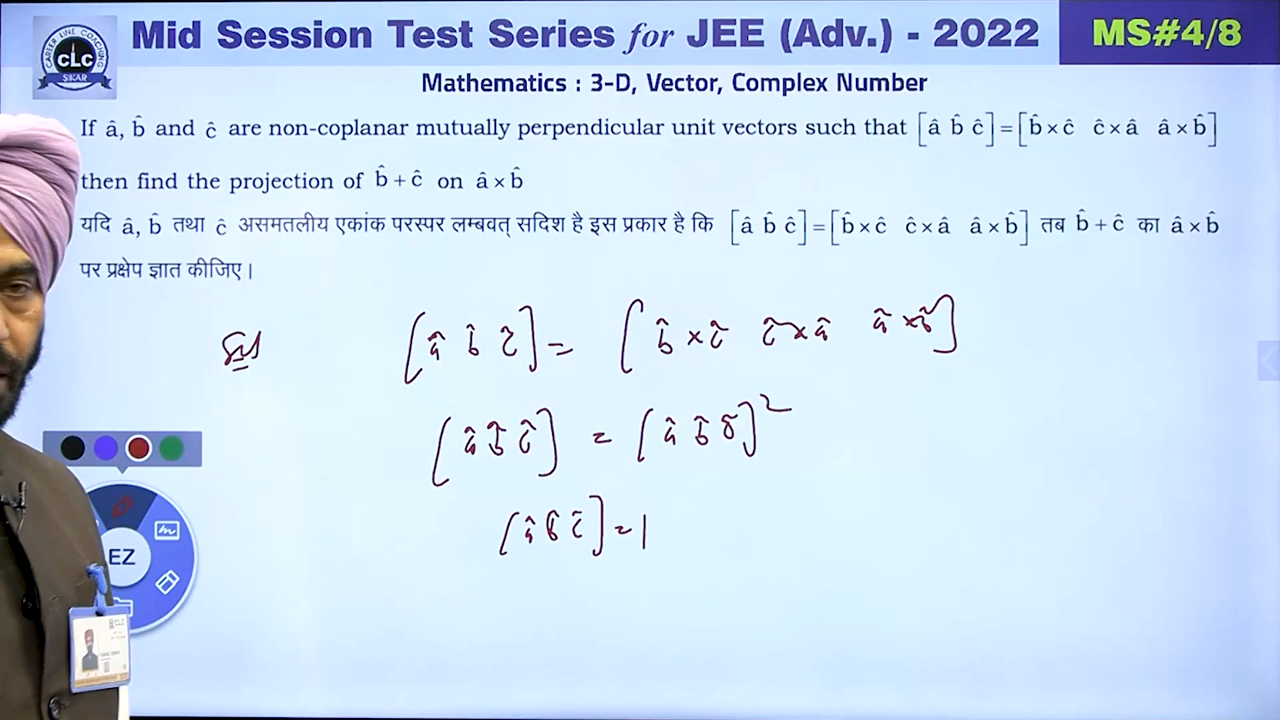 Mid Session Test Series for JEE (Adv.) - 2022
MS#4/8
CAREER LINE COACHING
CLC
SIKAR
Mathematics : 3-D, Vector, Complex Number
If â, b̂ and ĉ are non-coplanar mutually perpendicular unit vectors such that [â b̂ ĉ]=[b̂×ĉ ĉ×â â×b̂]
then find the projection of b̂+ĉ on â×b̂
यदि â, b̂ तथा ĉ असमतलीय एकांक परस्पर लम्बवत् सदिश है इस प्रकार है कि [â b̂ ĉ]=[b̂×ĉ ĉ×â â×b̂] तब b̂+ĉ का â×b̂
पर प्रक्षेप ज्ञात कीजिए।
[â b̂ ĉ] = [b̂ × ĉ ĉ × â â × b̂]
[â b̂ ĉ] = [â b̂ ĉ]²
[â b̂ ĉ] = 1
EZ
CLC